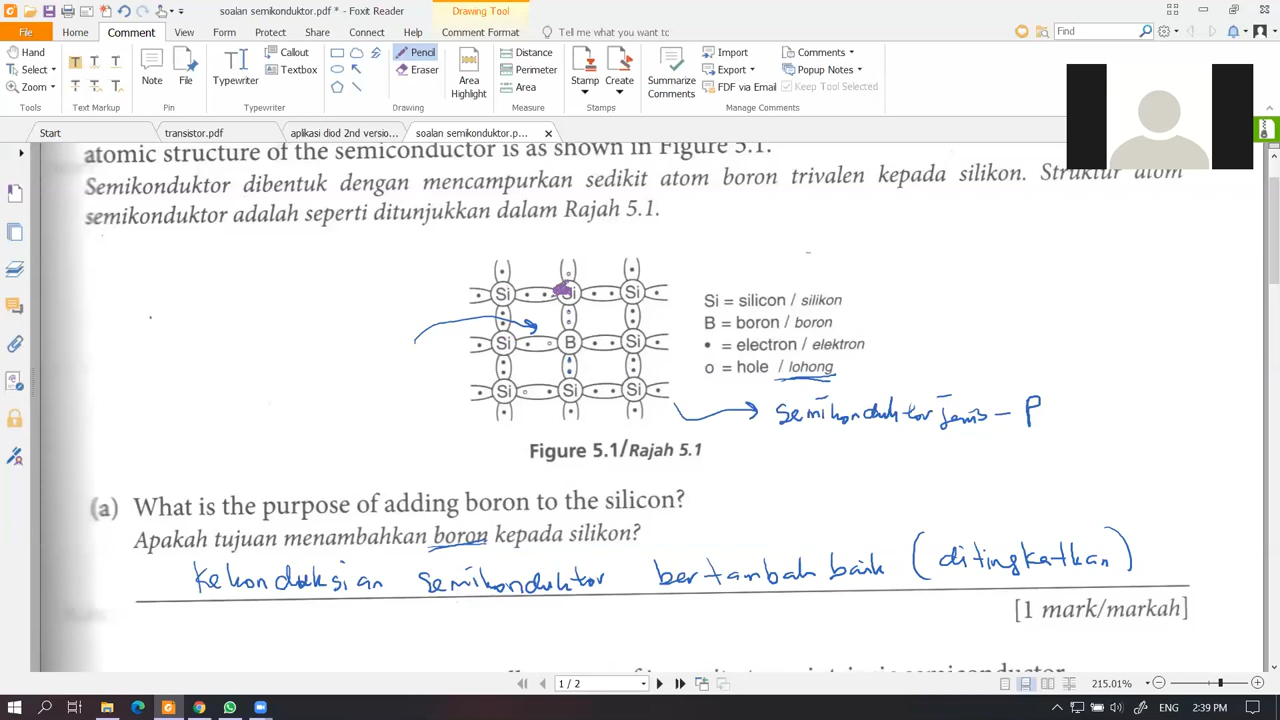 soalan semikonduktor.pdf * - Foxit Reader
Drawing Tool
File Home Comment View Form Protect Share Connect Help Comment Format Tell me what you want to Find
Hand
Select
Zoom
Tools
T T T
T T T
Text Markup
Note
File
Pin
Typewriter
Callout
Textbox
Typewriter
Pencil
Eraser
Drawing
Area Highlight
Distance
Perimeter
Area
Measure
Stamp
Create
Stamps
Summarize Comments
Import
Export
FDF via Email
Comments
Popup Notes
Keep Tool Selected
Manage Comments
Start transistor.pdf aplikasi diod 2nd versio... soalan semikonduktor.p...
atomic structure of the semiconductor is as shown in Figure 5.1.
Semikonduktor dibentuk dengan mencampurkan sedikit atom boron trivalen kepada silikon. Struktur atom
semikonduktor adalah seperti ditunjukkan dalam Rajah 5.1.
Si Si Si
Si B Si
Si Si Si
Si = silicon / silikon
B = boron / boron
• = electron / elektron
o = hole / lohong
semikonduktor jenis - P
Figure 5.1/Rajah 5.1
(a) What is the purpose of adding boron to the silicon?
Apakah tujuan menambahkan boron kepada silikon?
Kekonduksian semikonduktor bertambah baik (ditingkatkan)
[1 mark/markah]
1 / 2
215.01%
ENG 2:39 PM